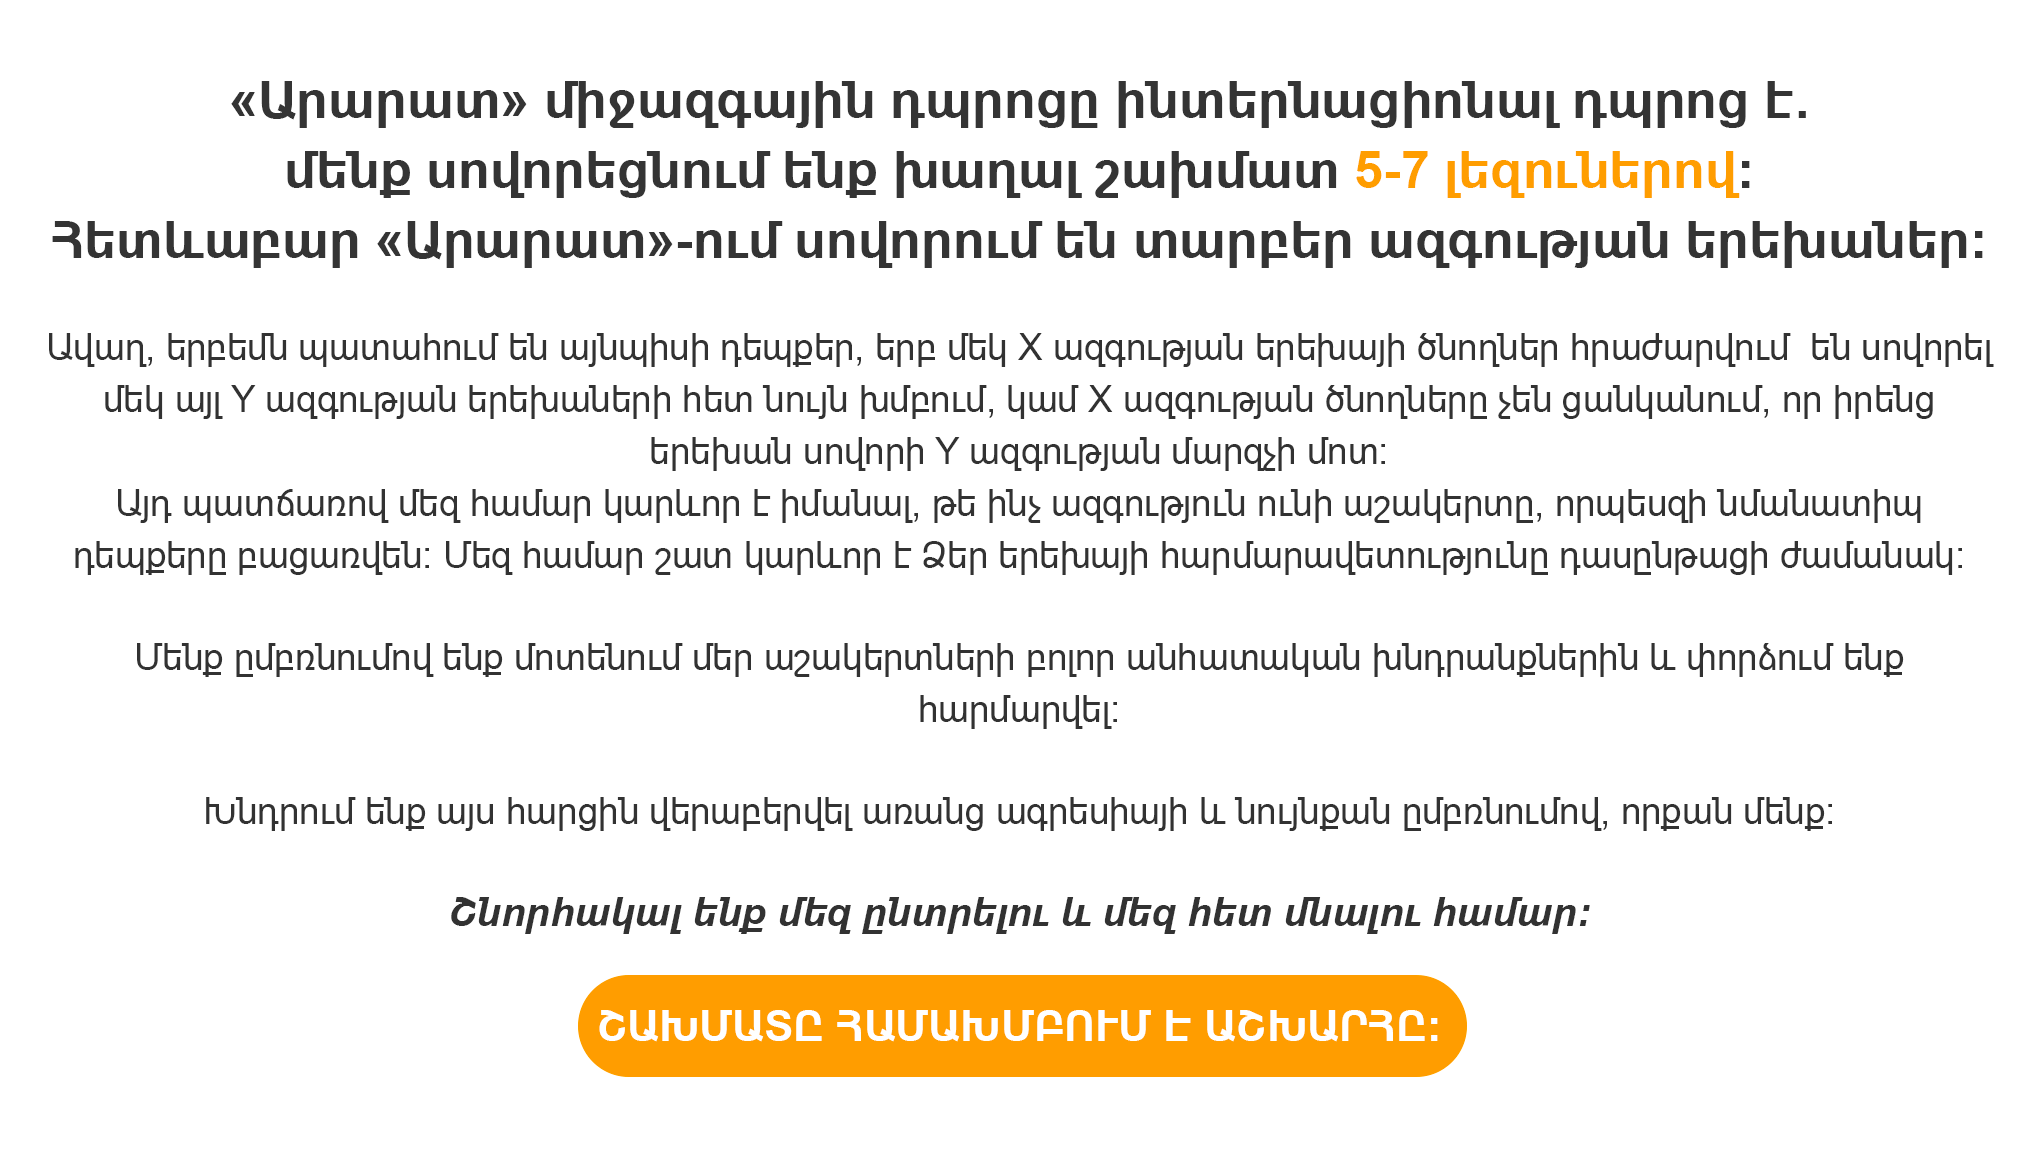 «Արարատ» միջազգային դպրոցը ինտերնացիոնալ դպրոց է.
մենք սովորեցնում ենք խաղալ շախմատ 5-7 լեզուներով:
Հետևաբար «Արարատ»-ում սովորում են տարբեր ազգության երեխաներ:
Ավաղ, երբեմն պատահում են այնպիսի դեպքեր, երբ մեկ X ազգության երեխայի ծնողներ հրաժարվում  են սովորել
մեկ այլ Y ազգության երեխաների հետ նույն խմբում, կամ X ազգության ծնողները չեն ցանկանում, որ իրենց
երեխան սովորի Y ազգության մարզչի մոտ:
Այդ պատճառով մեզ համար կարևոր է իմանալ, թե ինչ ազգություն ունի աշակերտը, որպեսզի նմանատիպ
դեպքերը բացառվեն: Մեզ համար շատ կարևոր է Ձեր երեխայի հարմարավետությունը դասընթացի ժամանակ:
Մենք ըմբռնումով ենք մոտենում մեր աշակերտների բոլոր անհատական խնդրանքներին և փորձում ենք
հարմարվել:
Խնդրում ենք այս հարցին վերաբերվել առանց ագրեսիայի և նույնքան ըմբռնումով, որքան մենք:
Շնորհակալ ենք մեզ ընտրելու և մեզ հետ մնալու համար:
ՇԱԽՄԱՏԸ ՀԱՄԱԽՄԲՈՒՄ Է ԱՇԽԱՐՀԸ: